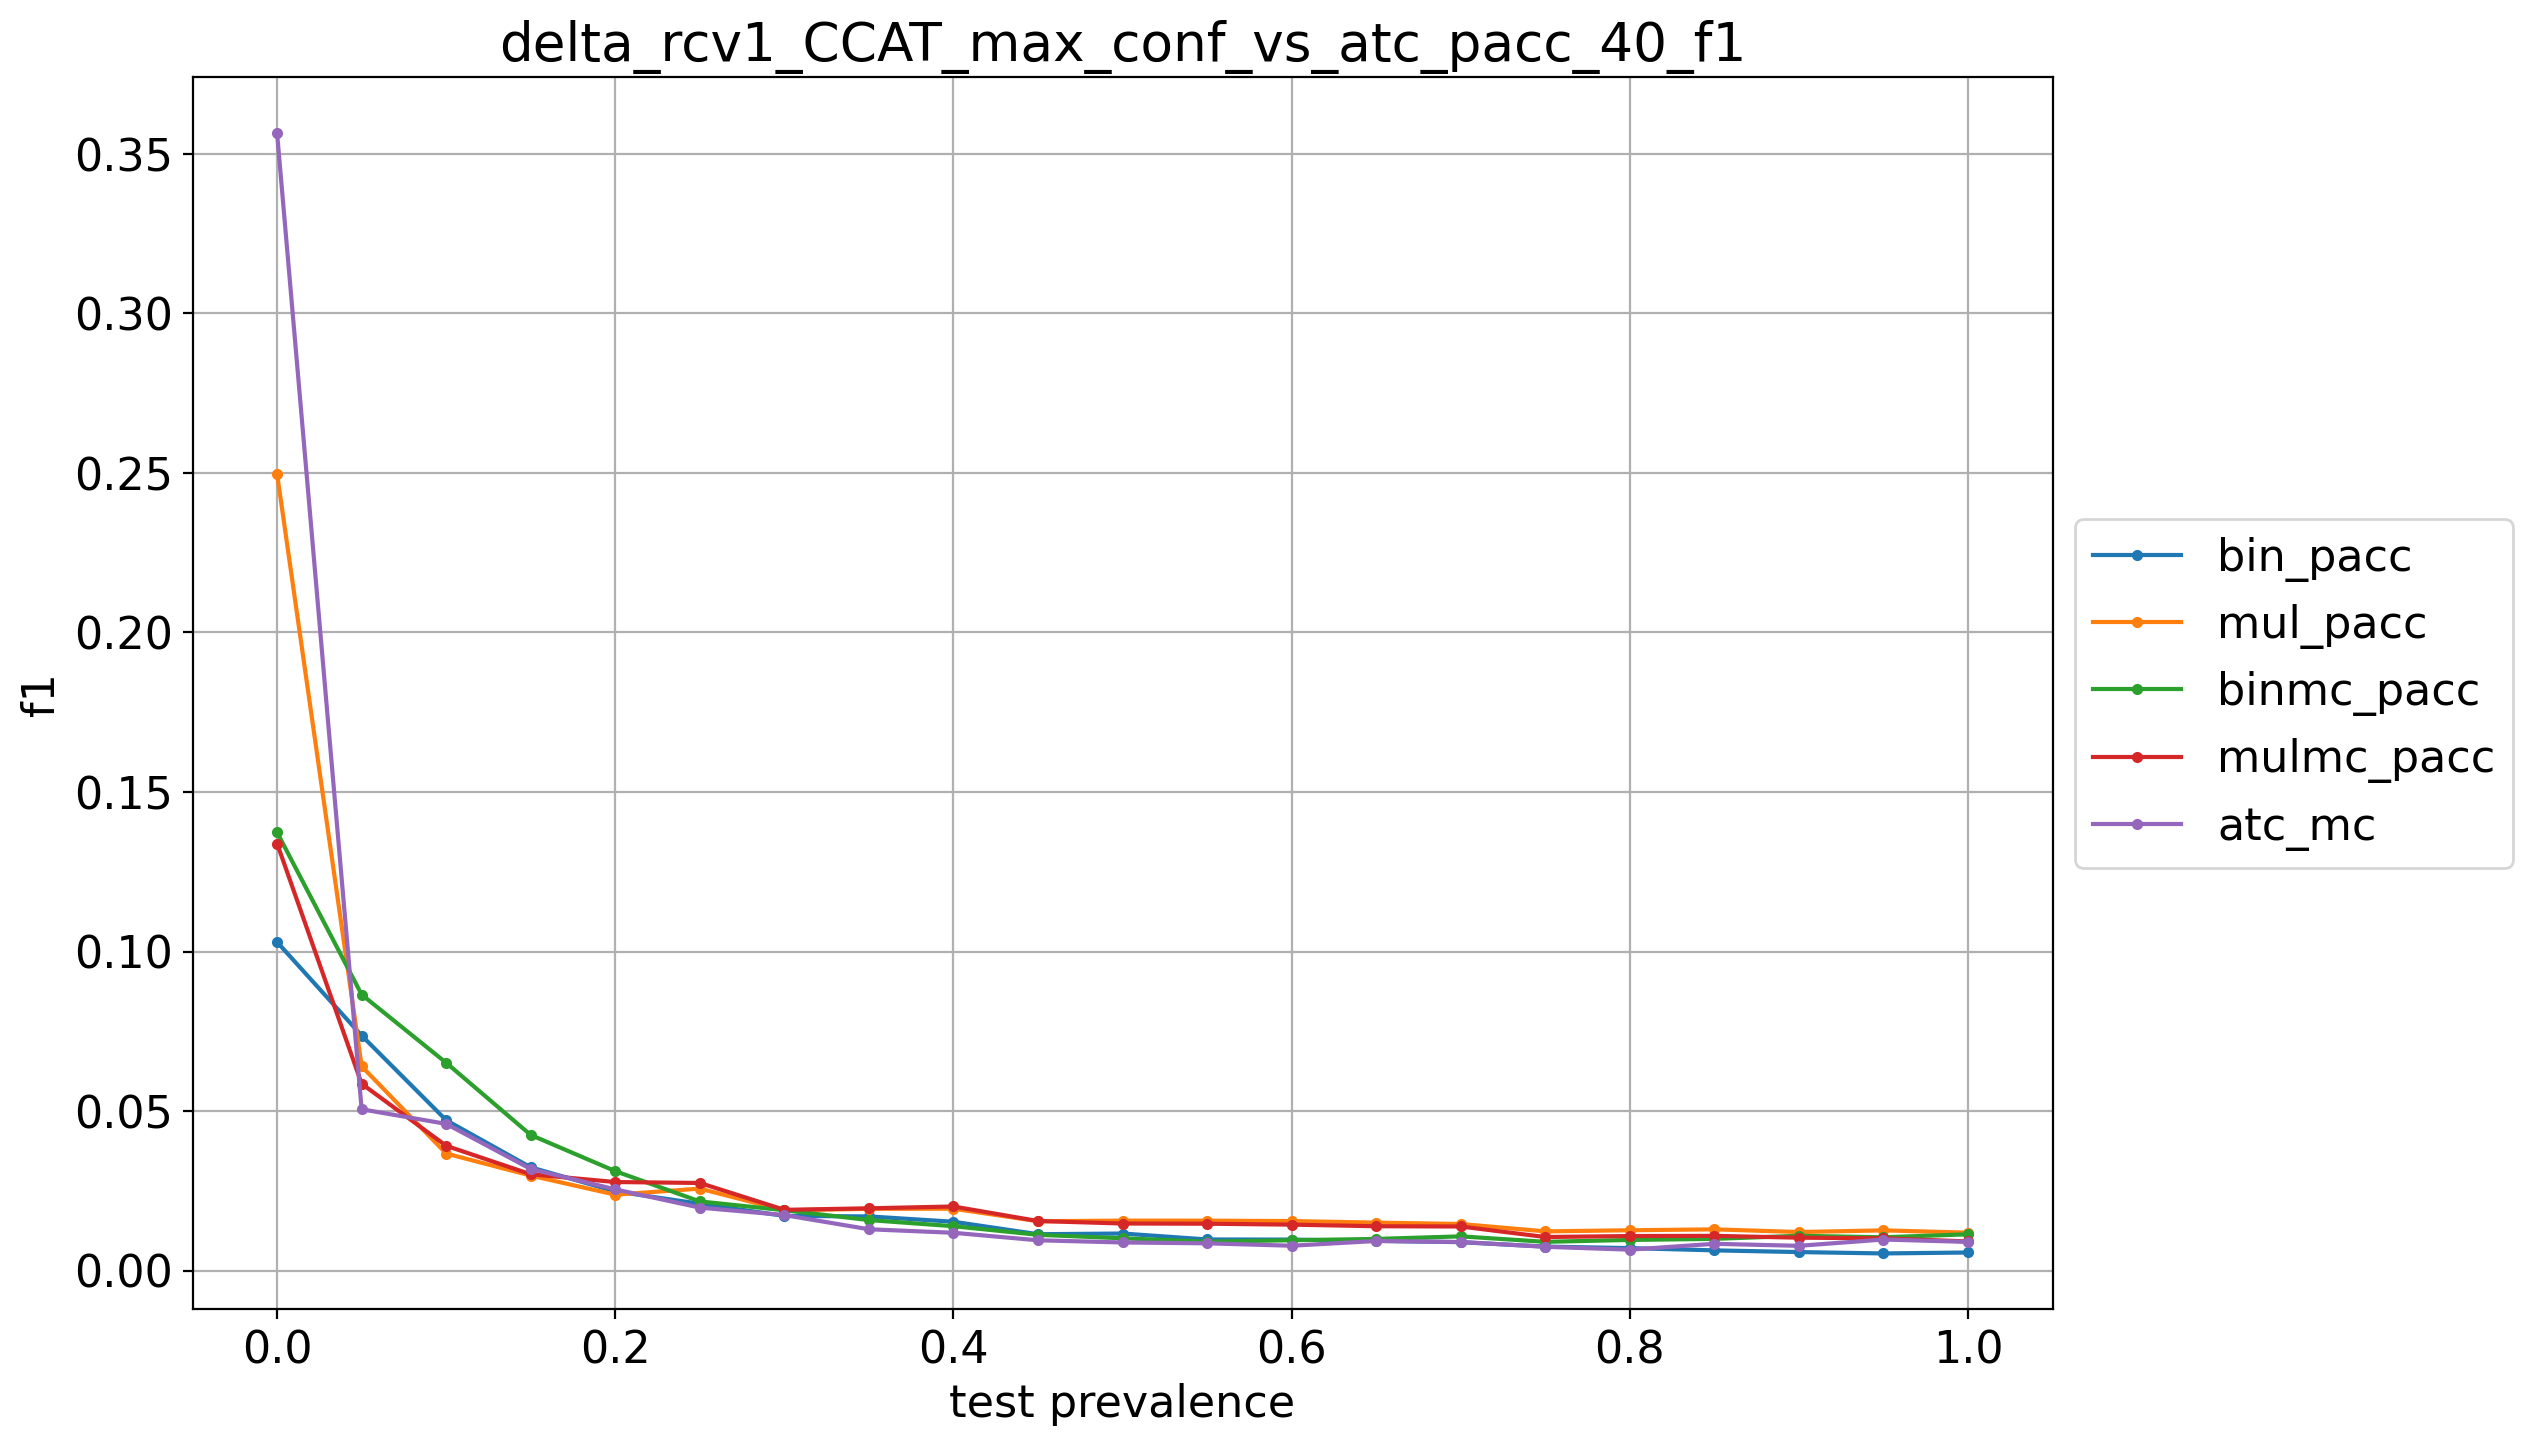 delta_rcv1_CCAT_max_conf_vs_atc_pacc_40_f1
0.35
0.30
0.25
0.20
0.15
0.10
0.05
0.00
f1
0.0 0.2 0.4 0.6 0.8 1.0
test prevalence
bin_pacc
mul_pacc
binmc_pacc
mulmc_pacc
atc_mc